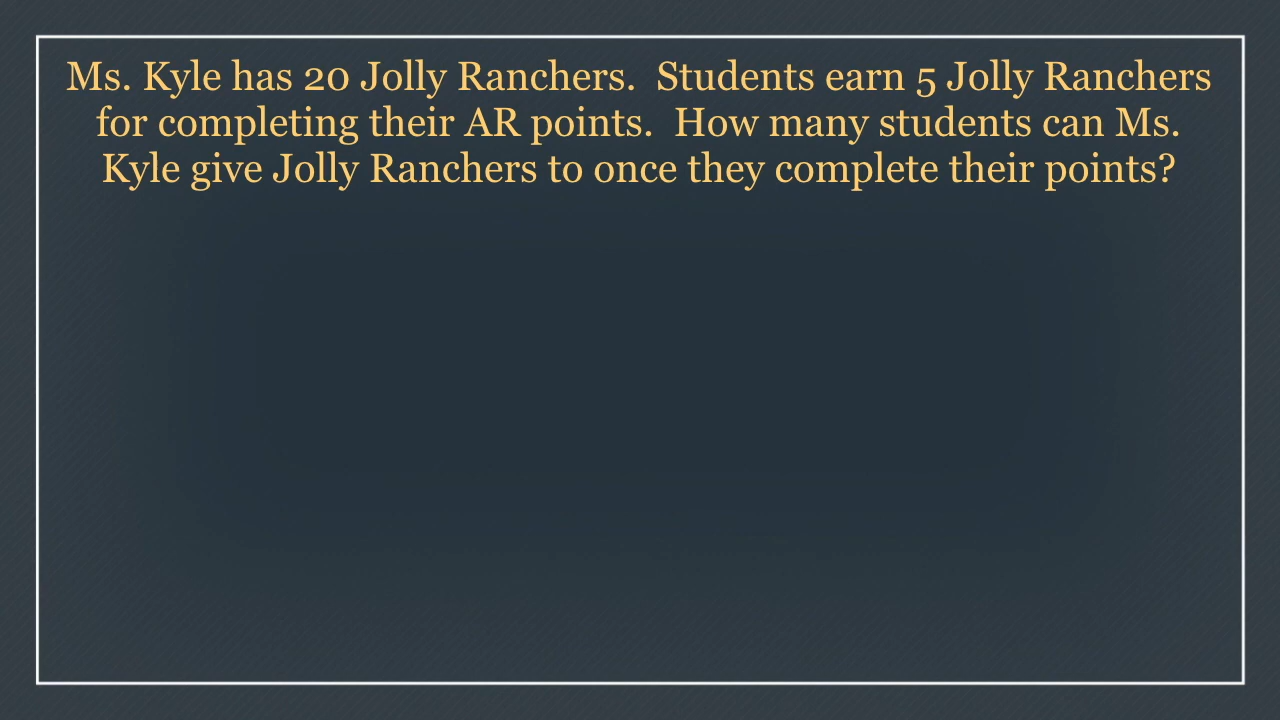 Ms. Kyle has 20 Jolly Ranchers.  Students earn 5 Jolly Ranchers
for completing their AR points.  How many students can Ms.
Kyle give Jolly Ranchers to once they complete their points?